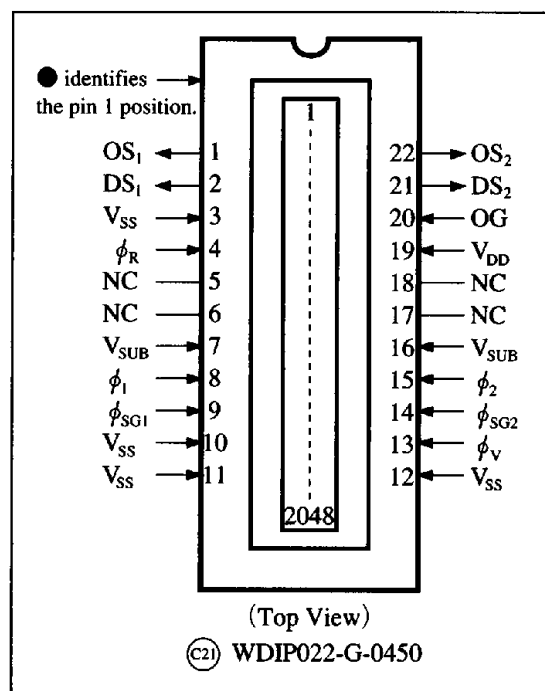 ● identifies
the pin 1 position.
1
OS₁ 1 22 OS₂
DS₁ 2 21 DS₂
V_SS 3 20 OG
ϕ_R 4 19 V_DD
NC 5 18 NC
NC 6 17 NC
V_SUB 7 16 V_SUB
ϕ₁ 8 15 ϕ₂
ϕ_SG1 9 14 ϕ_SG2
V_SS 10 13 ϕ_V
V_SS 11 12 V_SS
2048
(Top View)
C21 WDIP022-G-0450